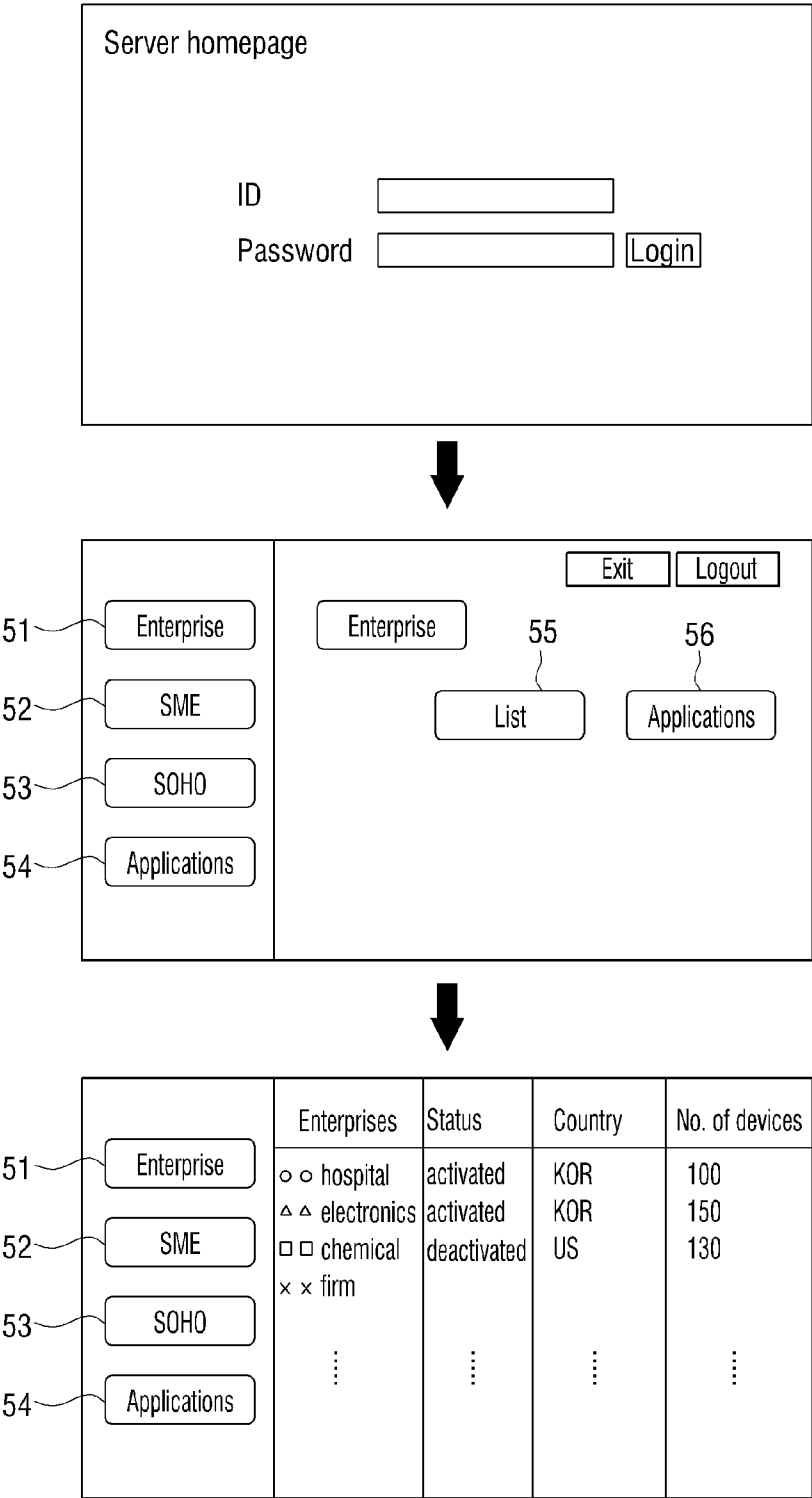 Server homepage
ID
Password Login
Exit Logout
51 Enterprise Enterprise 55 56
52 SME List Applications
53 SOHO
54 Applications
Enterprises Status Country No. of devices
51 Enterprise
○ ○ hospital activated KOR 100
△ △ electronics activated KOR 150
52 SME
□ □ chemical deactivated US 130
× × firm
53 SOHO
54 Applications